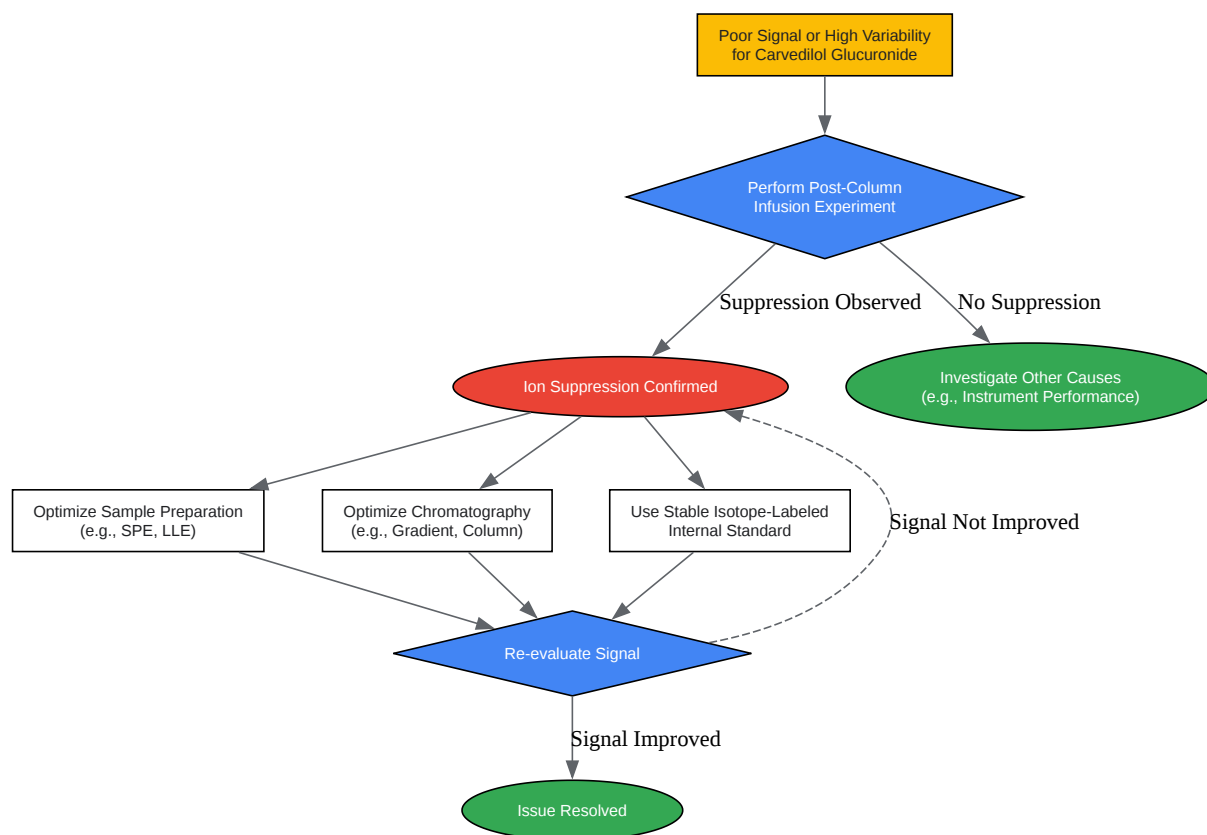 Poor Signal or High Variability
for Carvedilol Glucuronide
Perform Post-Column
Infusion Experiment
Suppression Observed
No Suppression
Ion Suppression Confirmed
Investigate Other Causes
(e.g., Instrument Performance)
Optimize Sample Preparation
(e.g., SPE, LLE)
Optimize Chromatography
(e.g., Gradient, Column)
Use Stable Isotope-Labeled
Internal Standard
Signal Not Improved
Re-evaluate Signal
Signal Improved
Issue Resolved